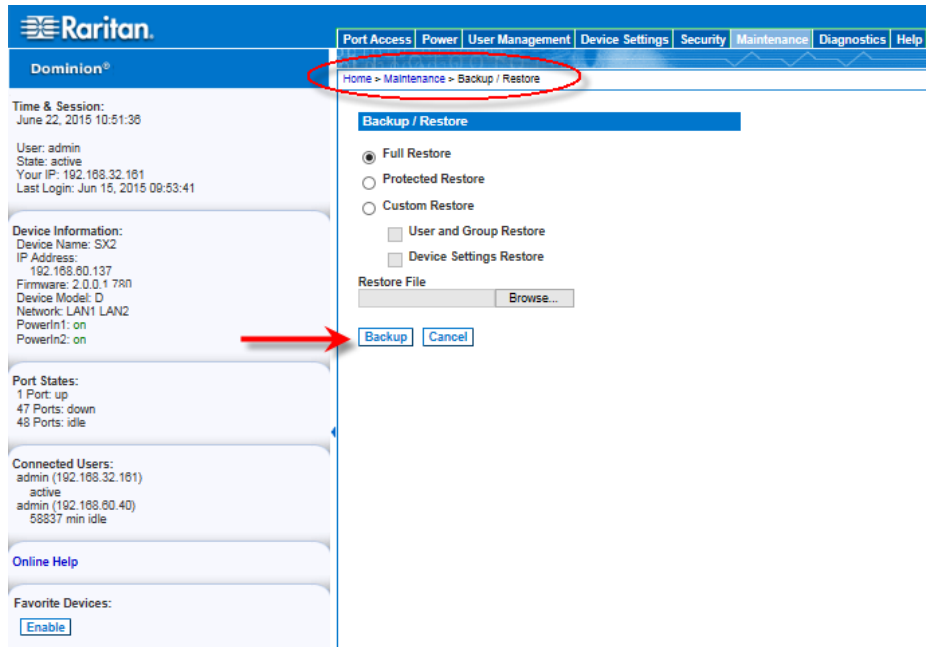 Raritan.
Dominion®
Time & Session:
June 22, 2015 10:51:36
User: admin
State: active
Your IP: 192.168.32.161
Last Login: Jun 15, 2015 09:53:41
Device Information:
Device Name: SX2
IP Address:
192.168.60.137
Firmware: 2.0.0.1.780
Device Model: D
Network: LAN1 LAN2
PowerIn1: on
PowerIn2: on
Port States:
1 Port: up
47 Ports: down
48 Ports: idle
Connected Users:
admin (192.168.32.161)
active
admin (192.168.60.40)
58837 min idle
Online Help
Favorite Devices:
Enable
Port Access Power User Management Device Settings Security Maintenance Diagnostics Help
Home > Maintenance > Backup / Restore
Backup / Restore
Full Restore
Protected Restore
Custom Restore
User and Group Restore
Device Settings Restore
Restore File
Browse...
Backup Cancel